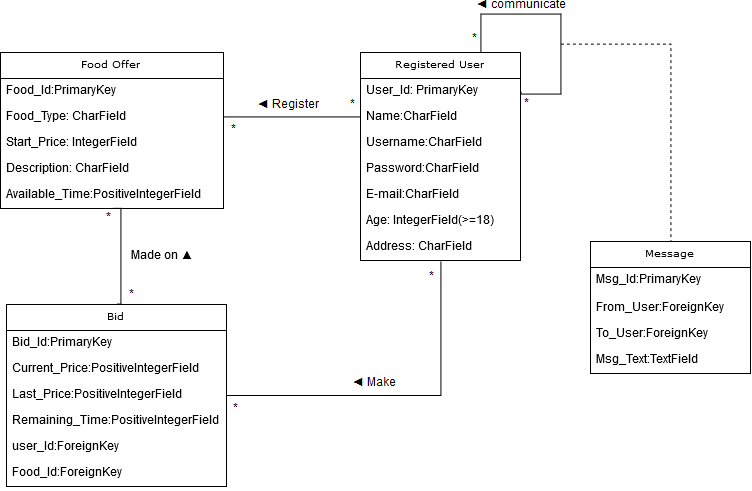 ◄ communicate
*
*
Food Offer
Food_Id:PrimaryKey
Food_Type: CharField
Start_Price: IntegerField
Description: CharField
Available_Time:PositiveIntegerField
*
◄ Register
*
Registered User
User_Id: PrimaryKey
Name:CharField
Username:CharField
Password:CharField
E-mail:CharField
Age: IntegerField(>=18)
Address: CharField
*
Made on ▲
*
*
◄ Make
*
Bid
Bid_Id:PrimaryKey
Current_Price:PositiveIntegerField
Last_Price:PositiveIntegerField
Remaining_Time:PositiveIntegerField
user_Id:ForeignKey
Food_Id:ForeignKey
Message
Msg_Id:PrimaryKey
From_User:ForeignKey
To_User:ForeignKey
Msg_Text:TextField